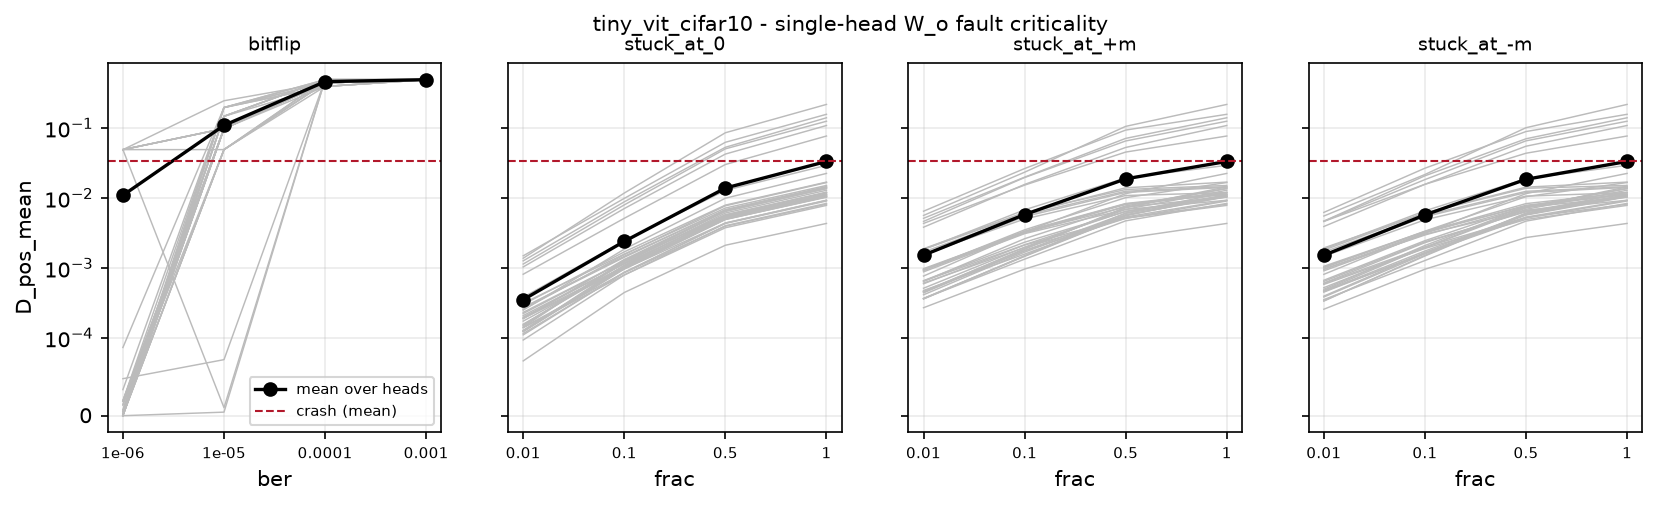 tiny_vit_cifar10 - single-head W_o fault criticality
bitflip
stuck_at_0
stuck_at_+m
stuck_at_-m
D_pos_mean
10⁻¹
10⁻²
10⁻³
10⁻⁴
0
mean over heads
crash (mean)
1e-06 1e-05 0.0001 0.001
ber
0.01 0.1 0.5 1
frac
0.01 0.1 0.5 1
frac
0.01 0.1 0.5 1
frac